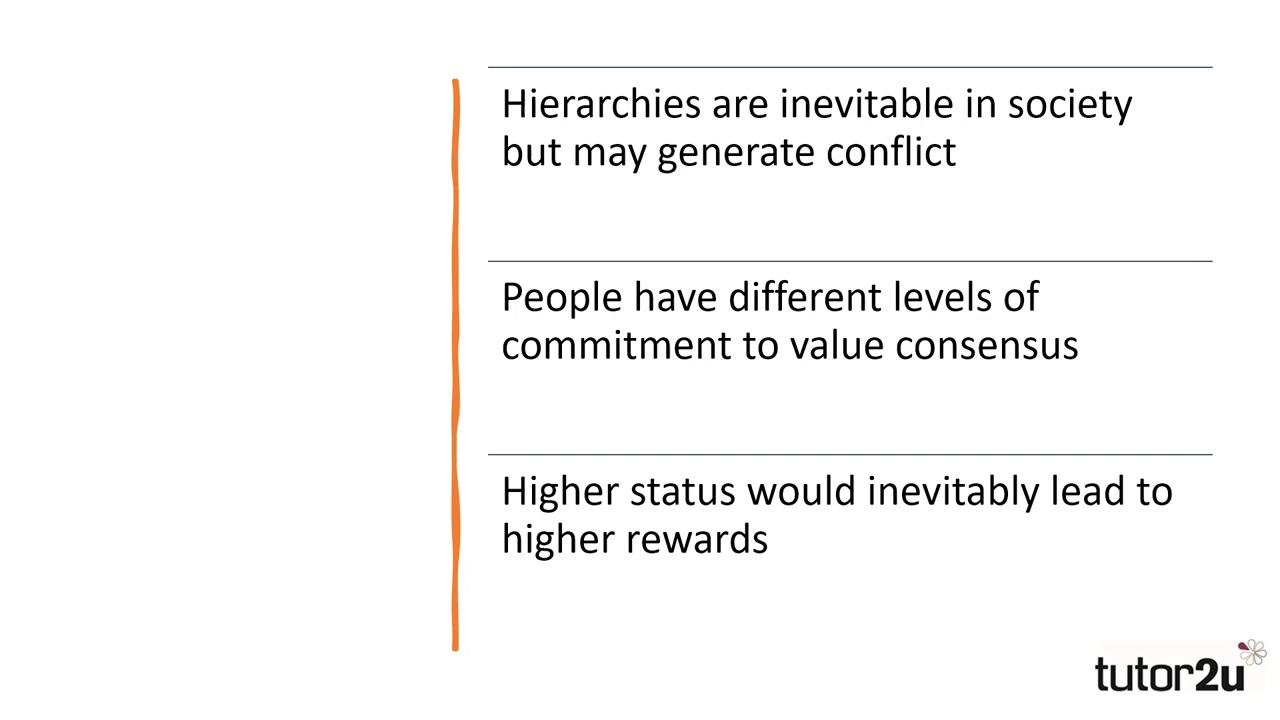 Hierarchies are inevitable in society
but may generate conflict
People have different levels of
commitment to value consensus
Higher status would inevitably lead to
higher rewards
tutor2u